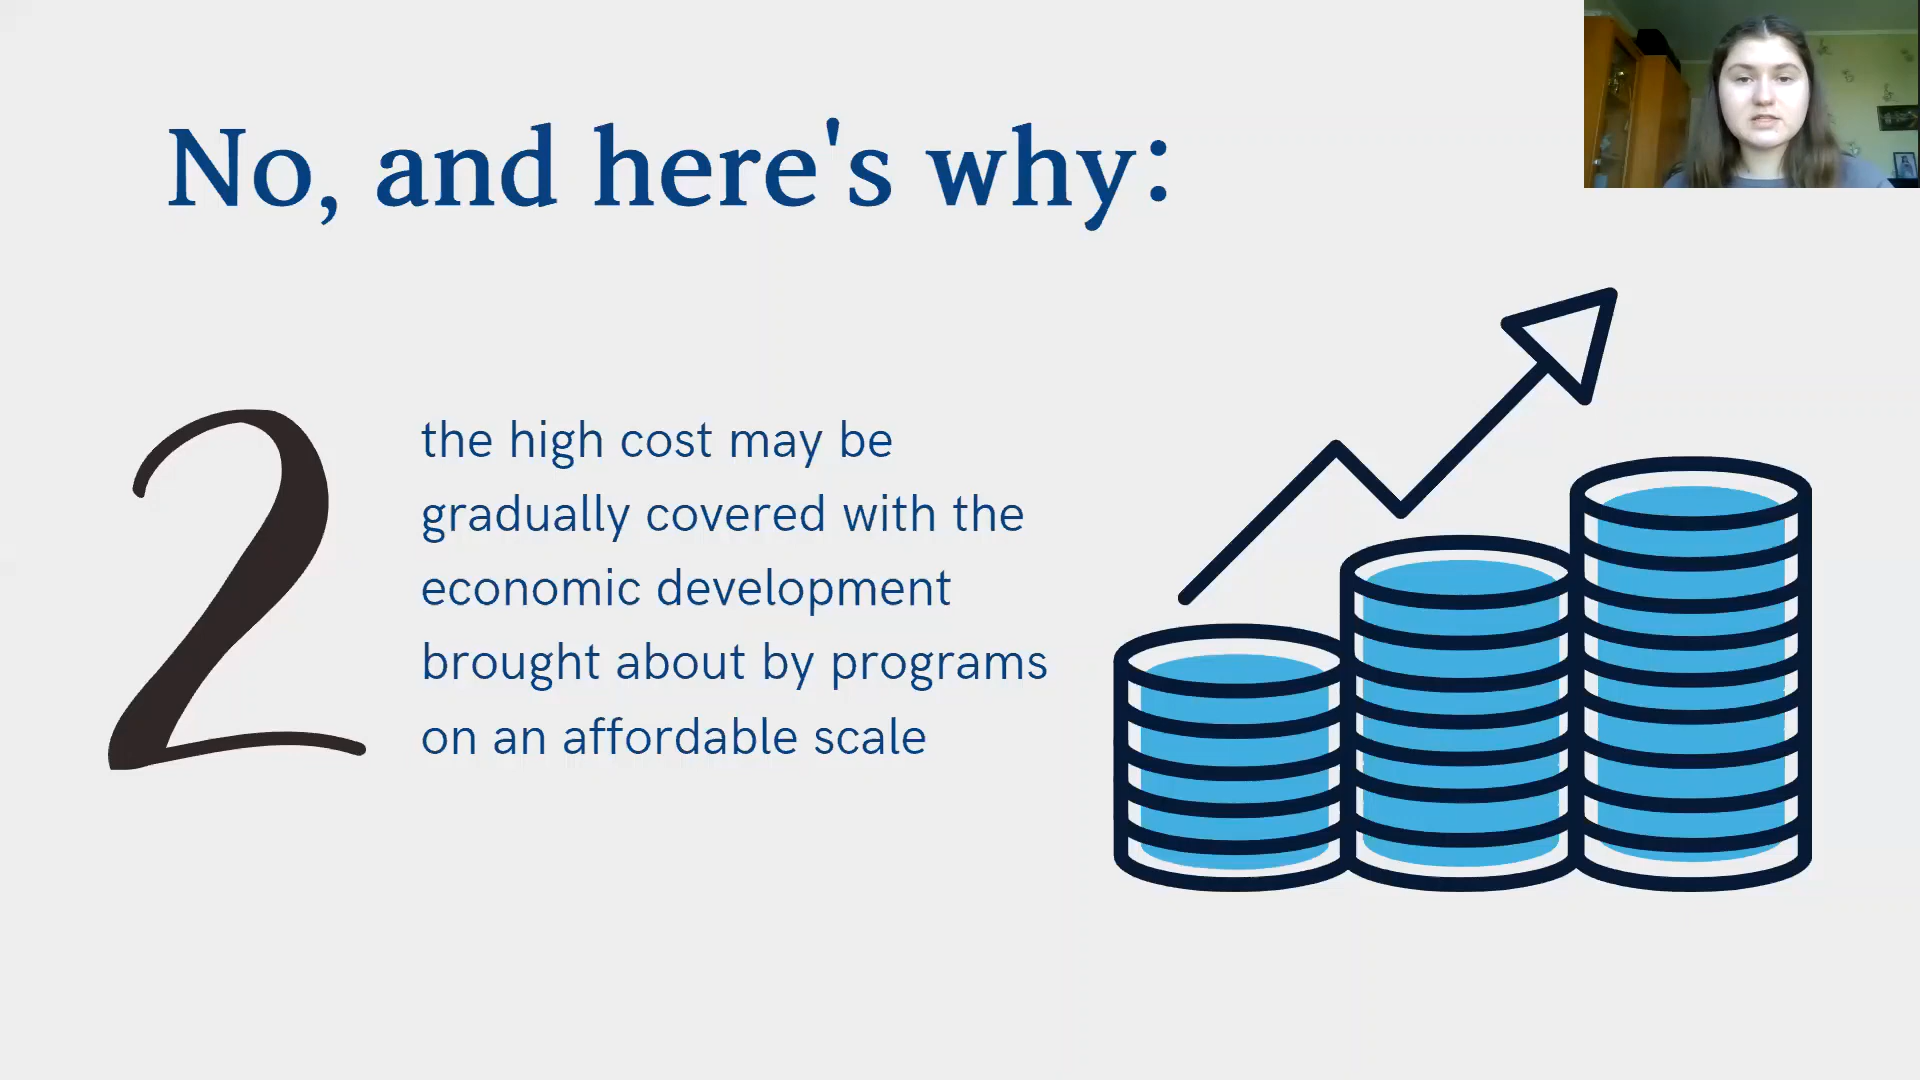 No, and here's why:
2
the high cost may be
gradually covered with the
economic development
brought about by programs
on an affordable scale